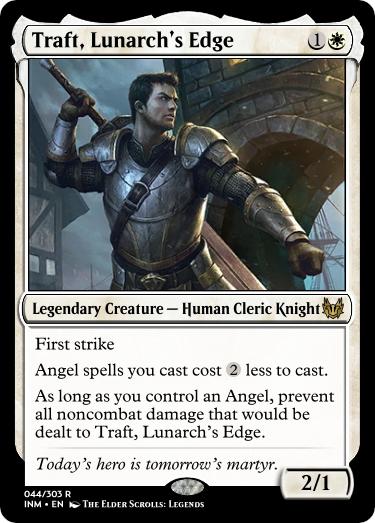 Traft, Lunarch's Edge 1
Legendary Creature — Human Cleric Knight
First strike
Angel spells you cast cost 2 less to cast.
As long as you control an Angel, prevent
all noncombat damage that would be
dealt to Traft, Lunarch's Edge.
Today's hero is tomorrow's martyr.
2/1
044/303 R
INM • EN The Elder Scrolls: Legends